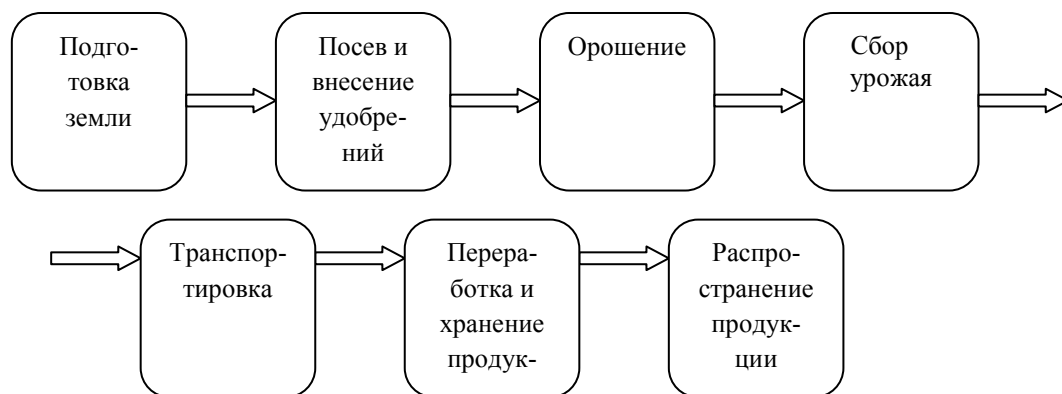 Подго-
товка
земли
Посев и
внесение
удобре-
ний
Орошение
Сбор
урожая
Транспор-
тировка
Перера-
ботка и
хранение
продук-
Распро-
странение
продук-
ции